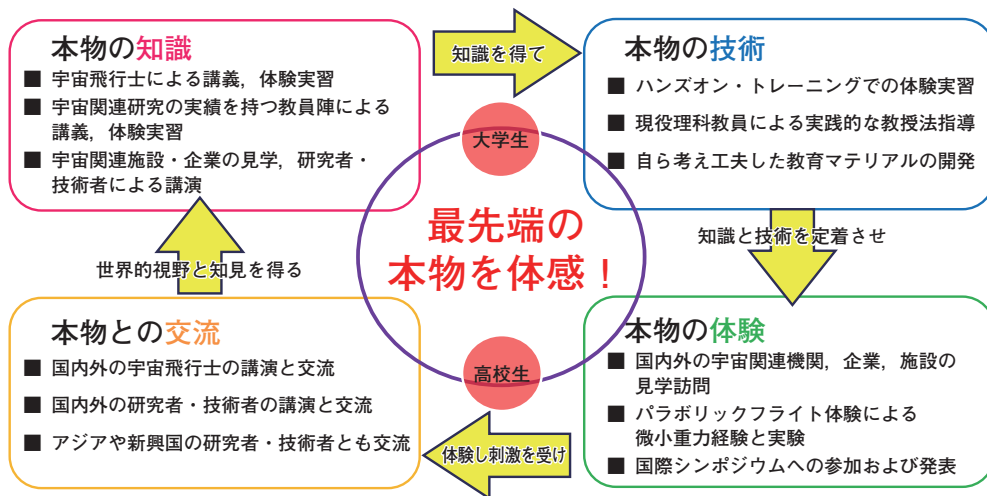 本物の知識
■ 宇宙飛行士による講義，体験実習
■ 宇宙関連研究の実績を持つ教員陣による
講義，体験実習
■ 宇宙関連施設・企業の見学，研究者・
技術者による講演
知識を得て
本物の技術
■ ハンズオン・トレーニングでの体験実習
■ 現役理科教員による実践的な教授法指導
■ 自ら考え工夫した教育マテリアルの開発
大学生
最先端の
本物を体感！
高校生
知識と技術を定着させ
本物の体験
■ 国内外の宇宙関連機関，企業，施設の
見学訪問
■ パラボリックフライト体験による
微小重力経験と実験
■ 国際シンポジウムへの参加および発表
体験し刺激を受け
本物との交流
■ 国内外の宇宙飛行士の講演と交流
■ 国内外の研究者・技術者の講演と交流
■ アジアや新興国の研究者・技術者とも交流
世界的視野と知見を得る